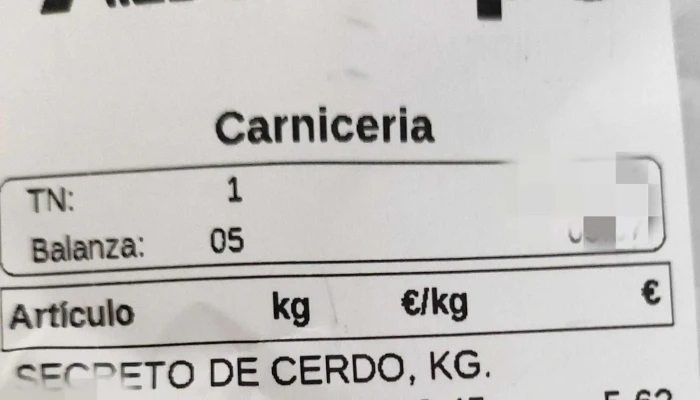 Carniceria
TN: 1
Balanza: 05
Artículo kg €/kg €
SECRETO DE CERDO, KG.